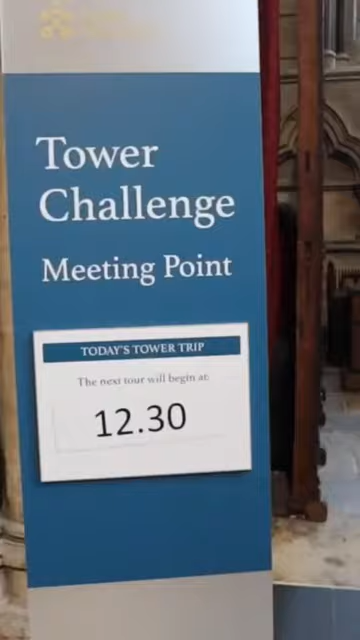 Tower
Challenge
Meeting Point
TODAY'S TOWER TRIP
The next tour will begin at:
12.30